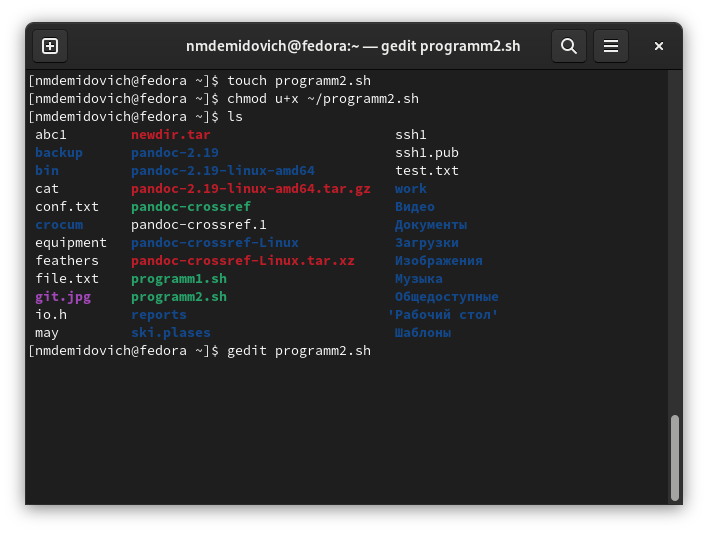 nmdemidovich@fedora:~ — gedit programm2.sh
[nmdemidovich@fedora ~]$ touch programm2.sh
[nmdemidovich@fedora ~]$ chmod u+x ~/programm2.sh
[nmdemidovich@fedora ~]$ ls
abc1 newdir.tar ssh1
backup pandoc-2.19 ssh1.pub
bin pandoc-2.19-linux-amd64 test.txt
cat pandoc-2.19-linux-amd64.tar.gz work
conf.txt pandoc-crossref Видео
crocum pandoc-crossref.1 Документы
equipment pandoc-crossref-Linux Загрузки
feathers pandoc-crossref-Linux.tar.xz Изображения
file.txt programm1.sh Музыка
git.jpg programm2.sh Общедоступные
io.h reports 'Рабочий стол'
may ski.plases Шаблоны
[nmdemidovich@fedora ~]$ gedit programm2.sh